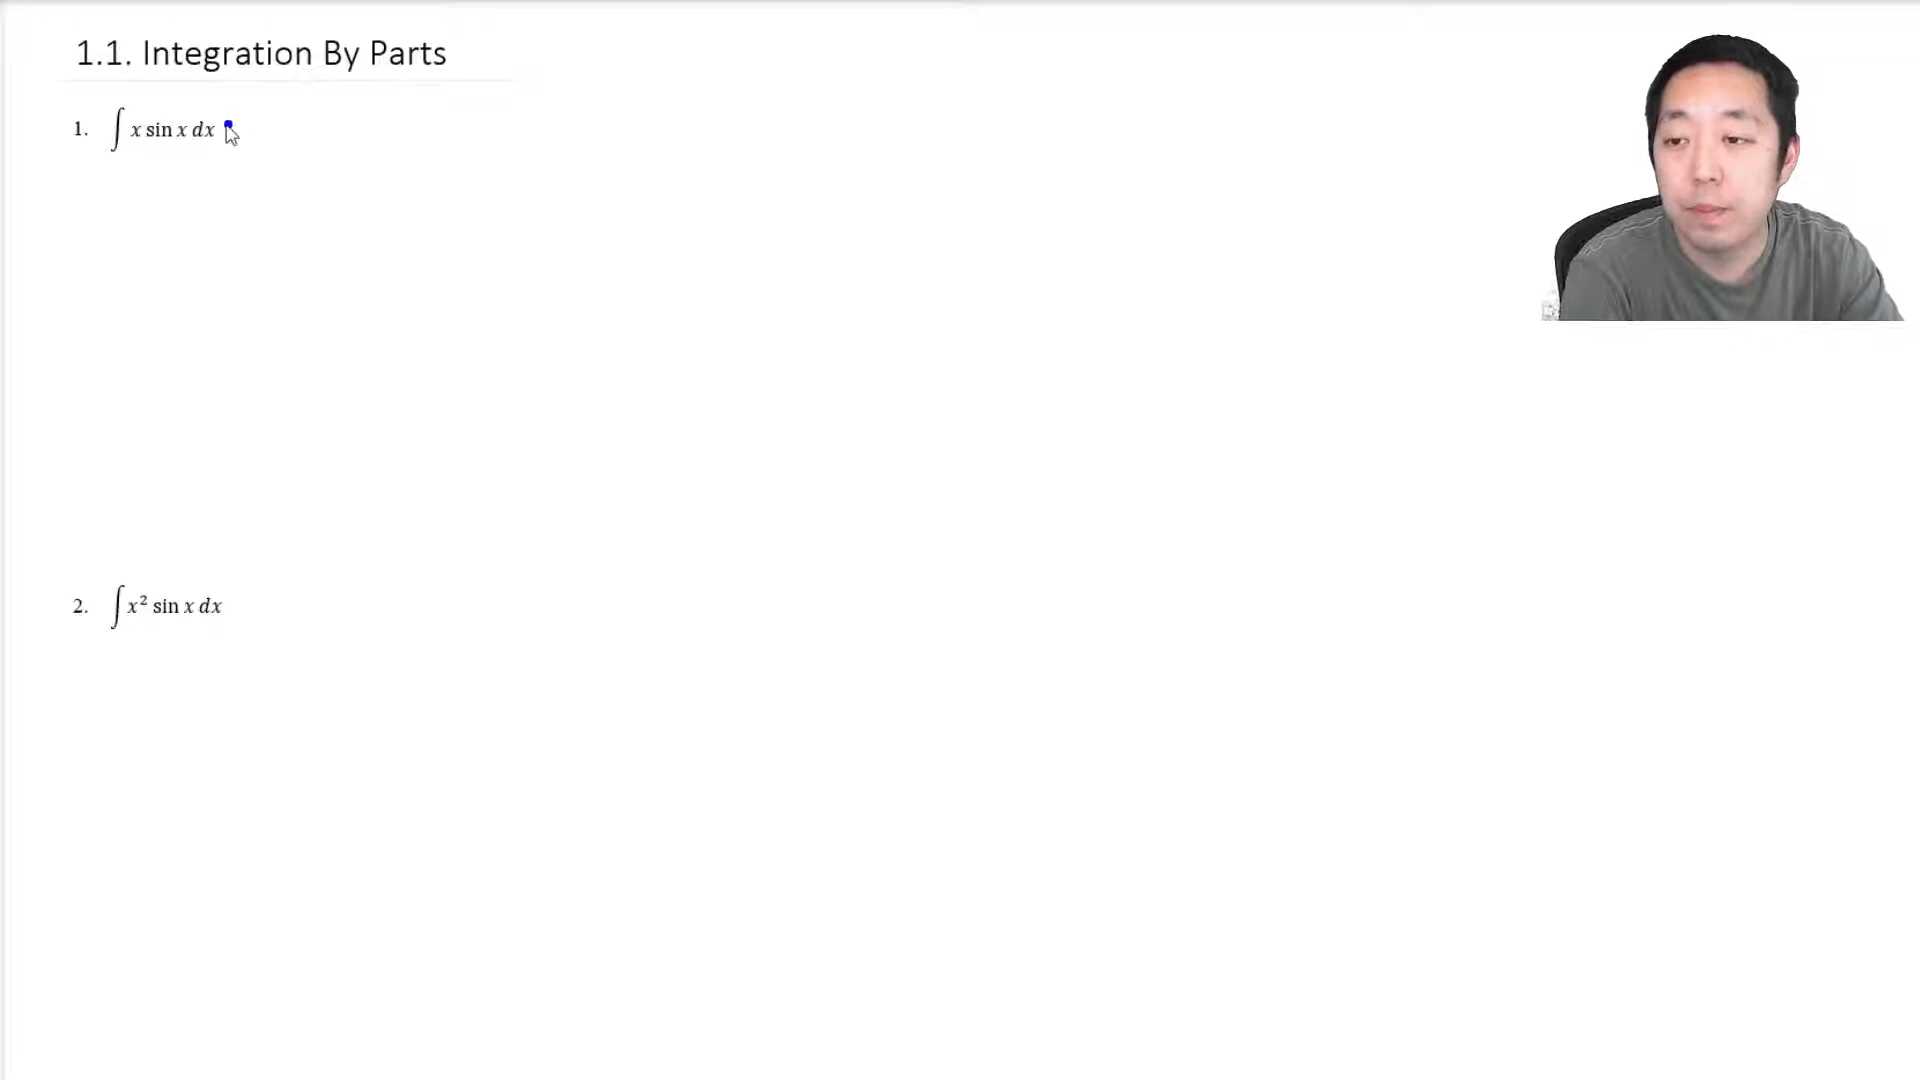 1.1. Integration By Parts
1. ∫ x sin x dx
2. ∫ x² sin x dx